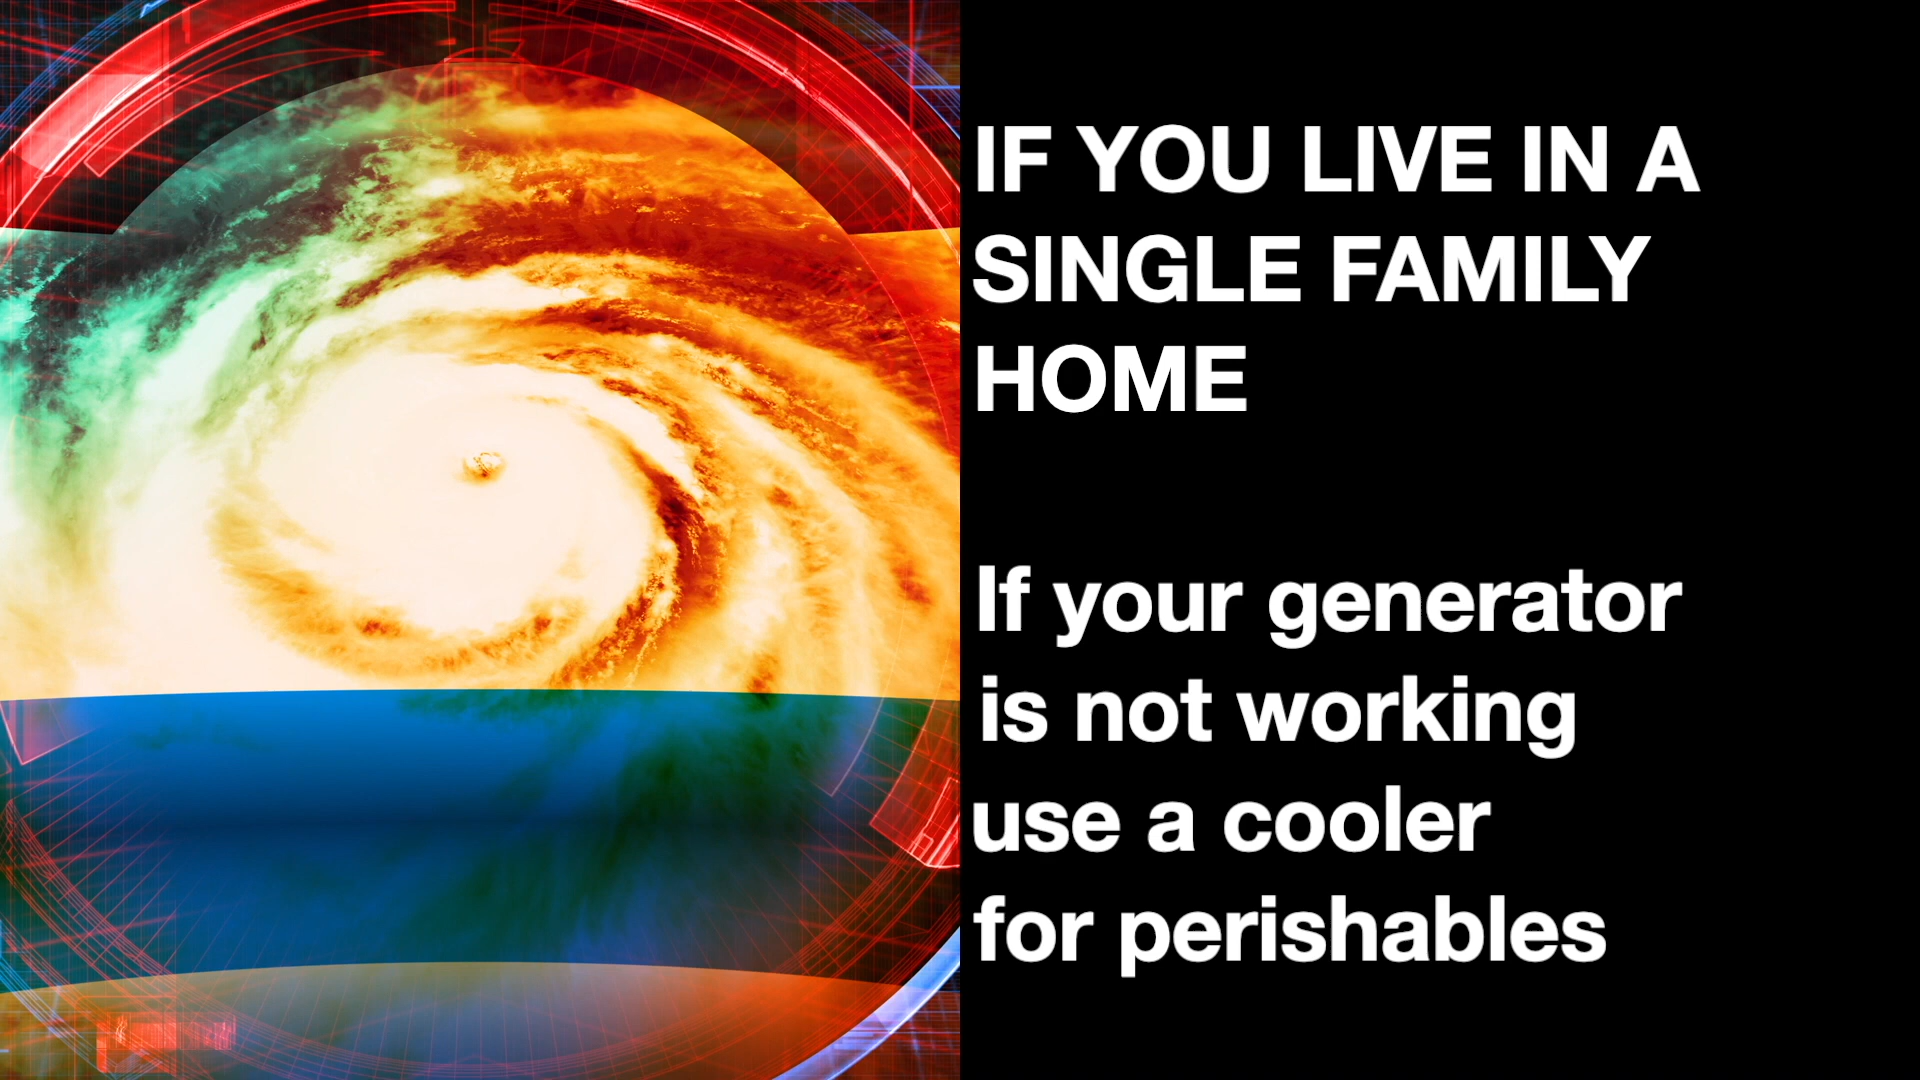 IF YOU LIVE IN A
SINGLE FAMILY
HOME
If your generator
is not working
use a cooler
for perishables